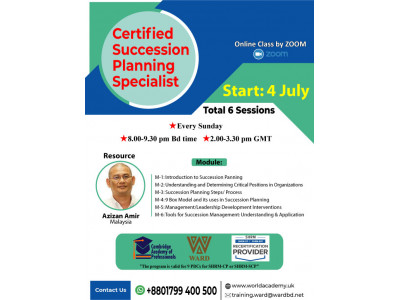 Certified
Succession
Planning
Specialist
Online Class by ZOOM
zoom
Start: 4 July
Total 6 Sessions
★Every Sunday
★8.00-9.30 pm Bd time ★2.00-3.30 pm GMT
Resource
Azizan Amir
Malaysia
Module:
M-1: Introduction to Succession Panning
M-2: Understanding and Determining Critical Positions in Organizations
M-3: Succession Planning Steps/ Process
M-4:9 Box Model and its uses in Succession Planning
M-5: Management/Leadership Development Interventions
M-6: Tools for Succession Management: Understanding & Application
Cambridge
Academy of
Professionals
WARD
RECERTIFICATION
PROVIDER
"The program is valid for 9 PDCs for SHRM-CP or SHRM-SCP"
Contact Us
+8801799 400 500
www.worldacademy.uk
training.ward@wardbd.net